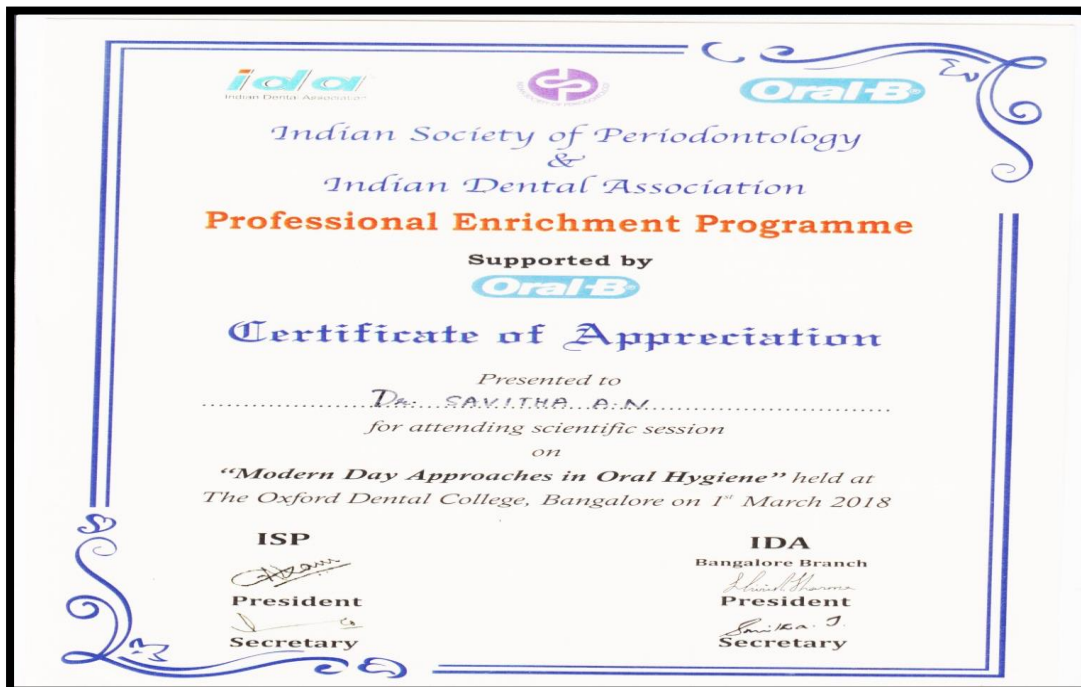 ida
Indian Dental Association
Oral-B
Indian Society of Periodontology
&
Indian Dental Association
Professional Enrichment Programme
Supported by
Oral-B
Certificate of Appreciation
Presented to
Dr. SAVITHA A.N
for attending scientific session
on
“Modern Day Approaches in Oral Hygiene” held at
The Oxford Dental College, Bangalore on 1st March 2018
ISP
President
Secretary
IDA
Bangalore Branch
President
Secretary